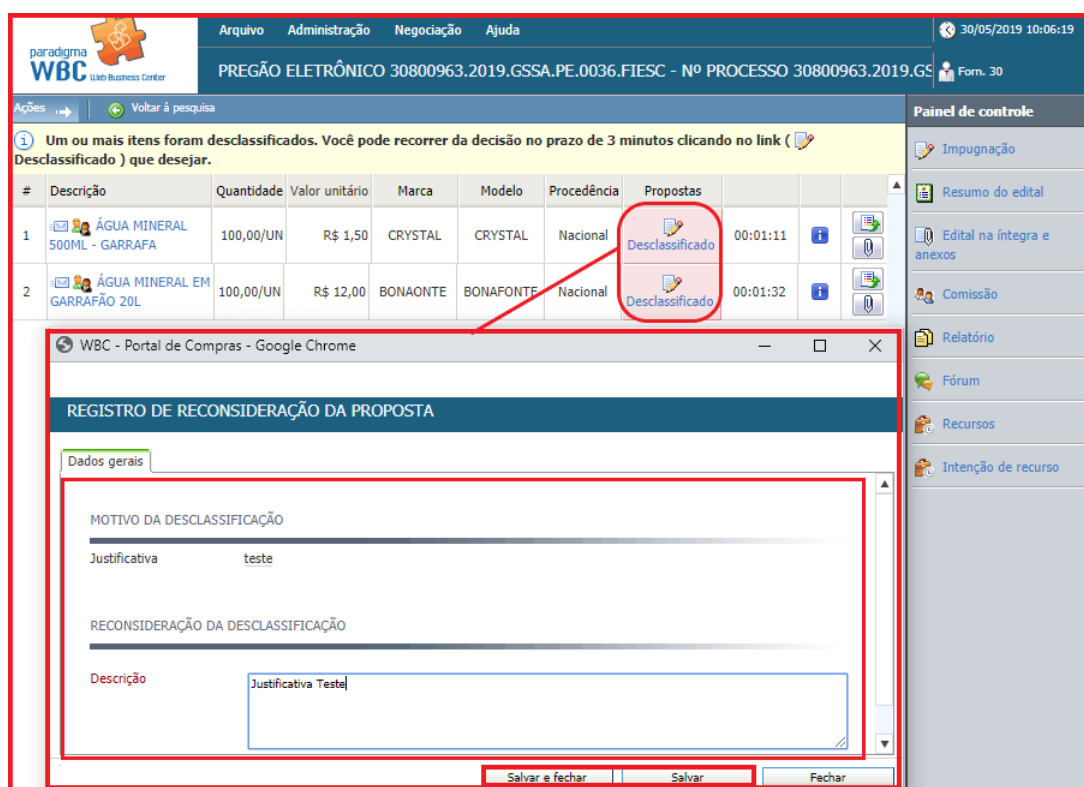 paradigma
WBC Web Business Center
Arquivo Administração Negociação Ajuda
30/05/2019 10:06:19
PREGÃO ELETRÔNICO 30800963.2019.GSSA.PE.0036.FIESC - Nº PROCESSO 30800963.2019.GS
Forn. 30
Ações
Voltar à pesquisa
Painel de controle
Um ou mais itens foram desclassificados. Você pode recorrer da decisão no prazo de 3 minutos clicando no link (
Desclassificado ) que desejar.
# Descrição Quantidade Valor unitário Marca Modelo Procedência Propostas
1 ÁGUA MINERAL
500ML - GARRAFA
100,00/UN R$ 1,50 CRYSTAL CRYSTAL Nacional Desclassificado 00:01:11
2 ÁGUA MINERAL EM
GARRAFÃO 20L
100,00/UN R$ 12,00 BONAONTE BONAFONTE Nacional Desclassificado 00:01:32
Impugnação
Resumo do edital
Edital na íntegra e
anexos
Comissão
Relatório
Fórum
Recursos
Intenção de recurso
WBC - Portal de Compras - Google Chrome
REGISTRO DE RECONSIDERAÇÃO DA PROPOSTA
Dados gerais
MOTIVO DA DESCLASSIFICAÇÃO
Justificativa teste
RECONSIDERAÇÃO DA DESCLASSIFICAÇÃO
Descrição Justificativa Teste
Salvar e fechar Salvar Fechar